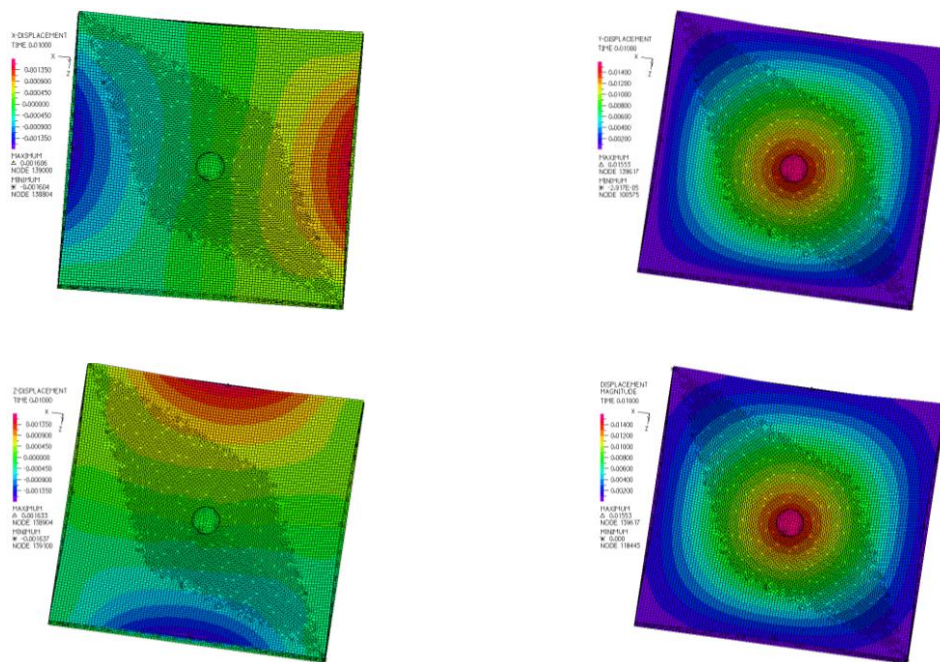 X-DISPLACEMENT
TIME 0.01000
X
Z
0.001350
0.000900
0.000450
0.000000
-0.000450
-0.000900
-0.001350
MAXIMUM
△ 0.001686
NODE 139000
MINIMUM
✳ -0.001604
NODE 138804
Y-DISPLACEMENT
TIME 0.01000
X
Z
0.01400
0.01200
0.01000
0.00800
0.00600
0.00400
0.00200
MAXIMUM
△ 0.01553
NODE 139617
MINIMUM
✳ -2.917E-05
NODE 100575
Z-DISPLACEMENT
TIME 0.01000
X
Z
0.001350
0.000900
0.000450
0.000000
-0.000450
-0.000900
-0.001350
MAXIMUM
△ 0.001633
NODE 138904
MINIMUM
✳ -0.001637
NODE 139100
DISPLACEMENT
MAGNITUDE
TIME 0.01000
X
Z
0.01400
0.01200
0.01000
0.00800
0.00600
0.00400
0.00200
MAXIMUM
△ 0.01553
NODE 139617
MINIMUM
✳ 0.000
NODE 118445